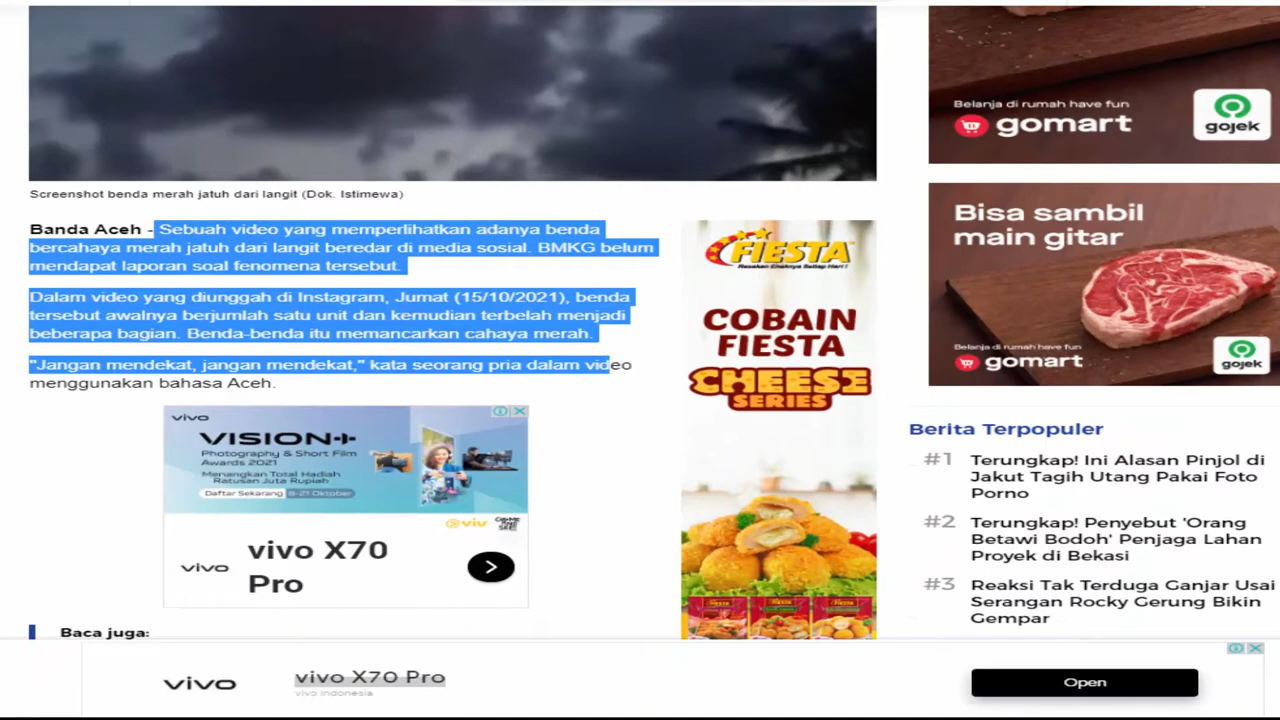 Screenshot benda merah jatuh dari langit (Dok. Istimewa)
Banda Aceh - Sebuah video yang memperlihatkan adanya benda
bercahaya merah jatuh dari langit beredar di media sosial. BMKG belum
mendapat laporan soal fenomena tersebut.
Dalam video yang diunggah di Instagram, Jumat (15/10/2021), benda
tersebut awalnya berjumlah satu unit dan kemudian terbelah menjadi
beberapa bagian. Benda-benda itu memancarkan cahaya merah.
"Jangan mendekat, jangan mendekat," kata seorang pria dalam video
menggunakan bahasa Aceh.
vivo
VISION+
Photography & Short Film
Awards 2021
Menangkan Total Hadiah
Ratusan Juta Rupiah
Daftar Sekarang 8-21 Oktober
viu
vivo
vivo X70
Pro
Baca juga:
FIESTA
COBAIN
FIESTA
CHEESE
SERIES
Belanja di rumah have fun
gomart
gojek
Bisa sambil
main gitar
Belanja di rumah have fun
gomart
gojek
Berita Terpopuler
#1 Terungkap! Ini Alasan Pinjol di
Jakut Tagih Utang Pakai Foto
Porno
#2 Terungkap! Penyebut 'Orang
Betawi Bodoh' Penjaga Lahan
Proyek di Bekasi
#3 Reaksi Tak Terduga Ganjar Usai
Serangan Rocky Gerung Bikin
Gempar
vivo
vivo X70 Pro
vivo Indonesia
Open